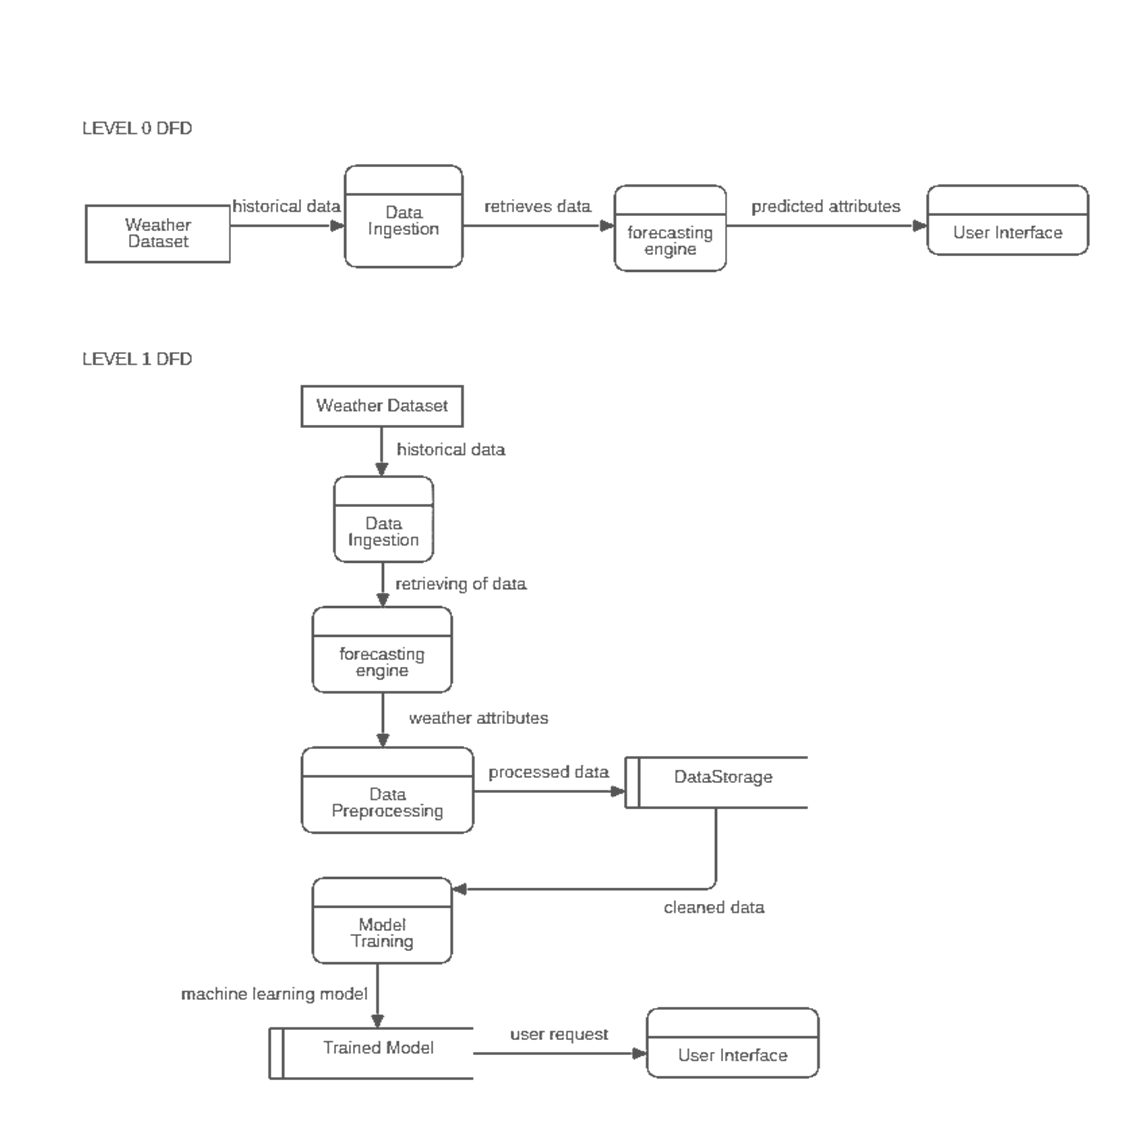 LEVEL 0 DFD
historical data
retrieves data
predicted attributes
Weather
Dataset
Data
Ingestion
forecasting
engine
User Interface
LEVEL 1 DFD
Weather Dataset
historical data
Data
Ingestion
retrieving of data
forecasting
engine
weather attributes
Data
Preprocessing
processed data
DataStorage
cleaned data
Model
Training
machine learning model
Trained Model
user request
User Interface